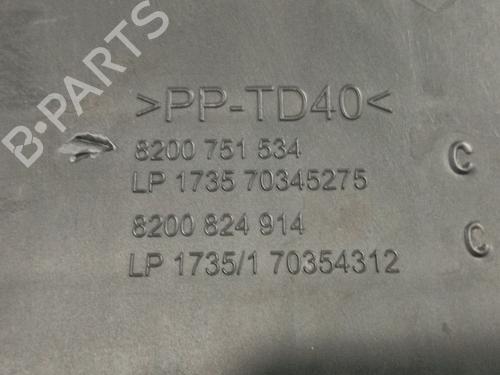 >PP-TD40<
8200 751 534 C
LP 1735 70345275
8200 824 914 C
LP 1735/1 70354312
B-PARTS